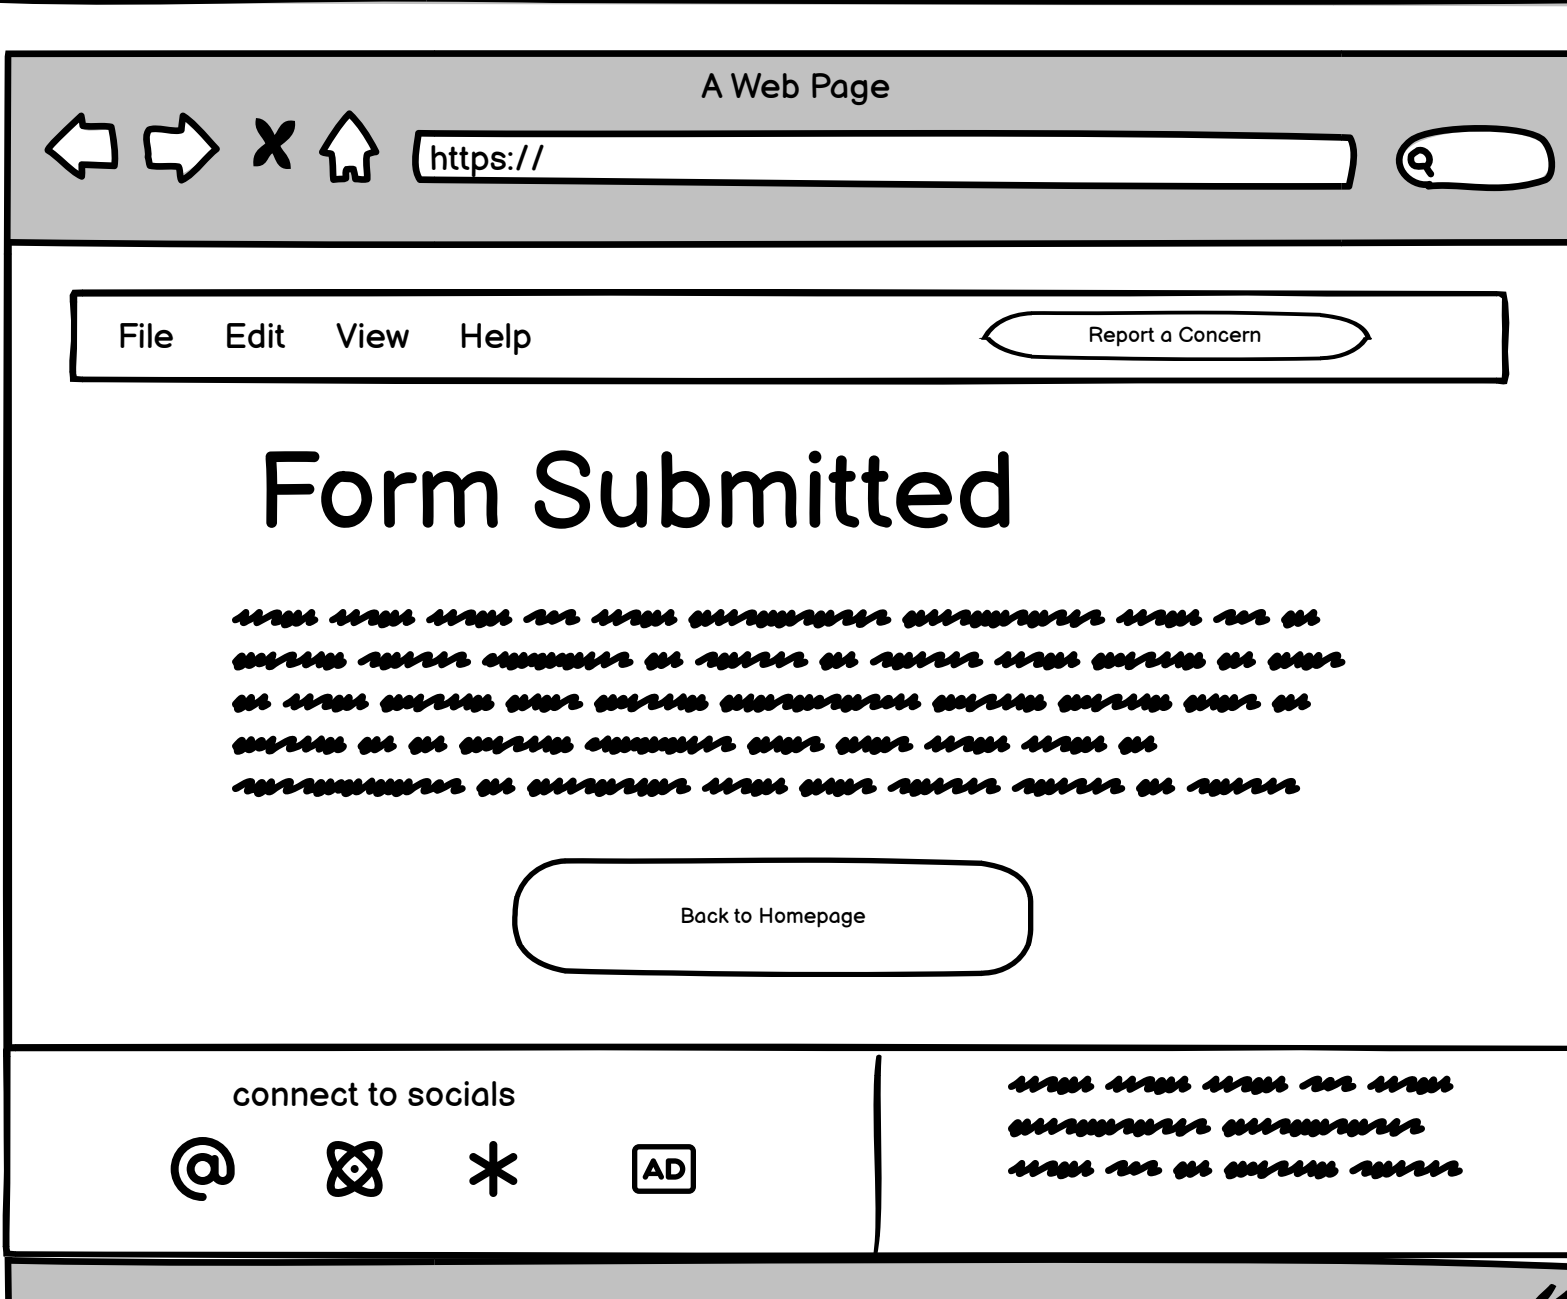 A Web Page
https://
File Edit View Help Report a Concern
Form Submitted
Back to Homepage
connect to socials
@ AD